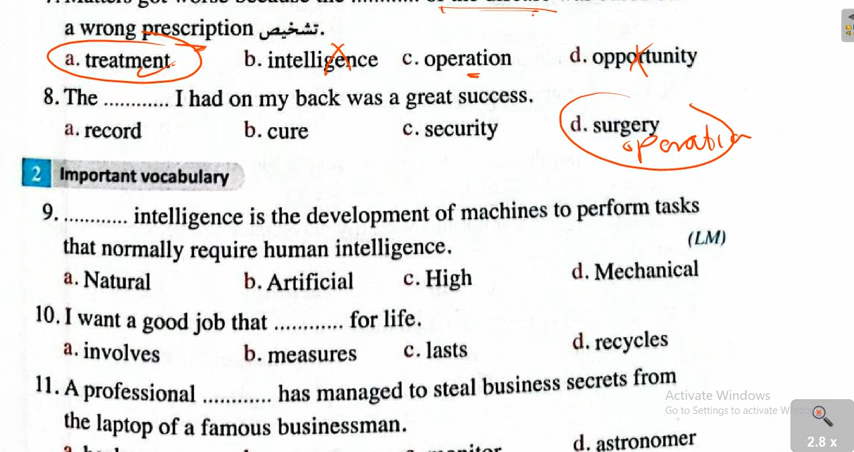 of the disease
a wrong prescription تشخيص.
a. treatment b. intelligence c. operation d. opportunity
8. The ............ I had on my back was a great success.
a. record b. cure c. security d. surgery
operation
2 Important vocabulary
9. ............ intelligence is the development of machines to perform tasks
that normally require human intelligence. (LM)
a. Natural b. Artificial c. High d. Mechanical
10. I want a good job that ............ for life.
a. involves b. measures c. lasts d. recycles
11. A professional ............ has managed to steal business secrets from
the laptop of a famous businessman.
d. astronomer
Activate Windows
Go to Settings to activate
2.8 x